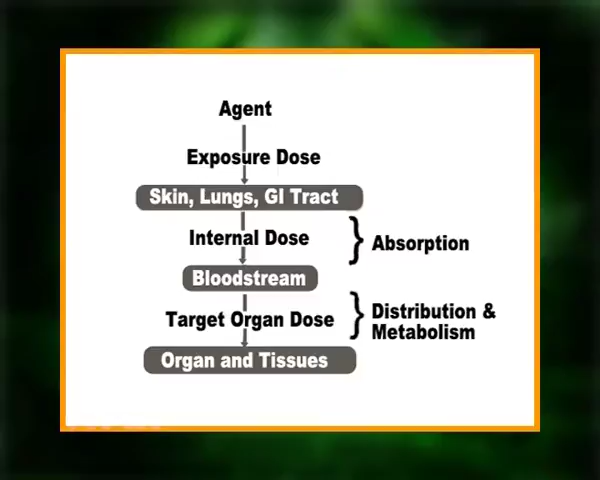 Agent
Exposure Dose
Skin, Lungs, GI Tract
Internal Dose
Absorption
Bloodstream
Target Organ Dose
Distribution &
Metabolism
Organ and Tissues